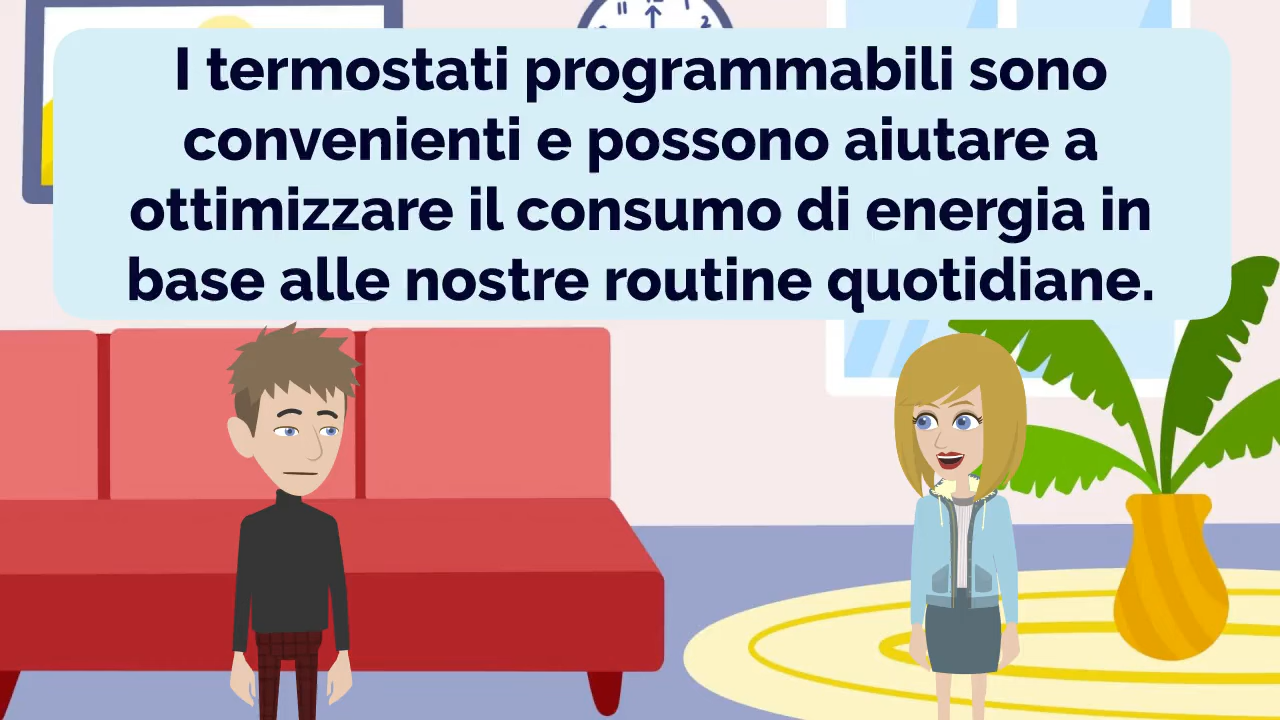 I termostati programmabili sono
convenienti e possono aiutare a
ottimizzare il consumo di energia in
base alle nostre routine quotidiane.